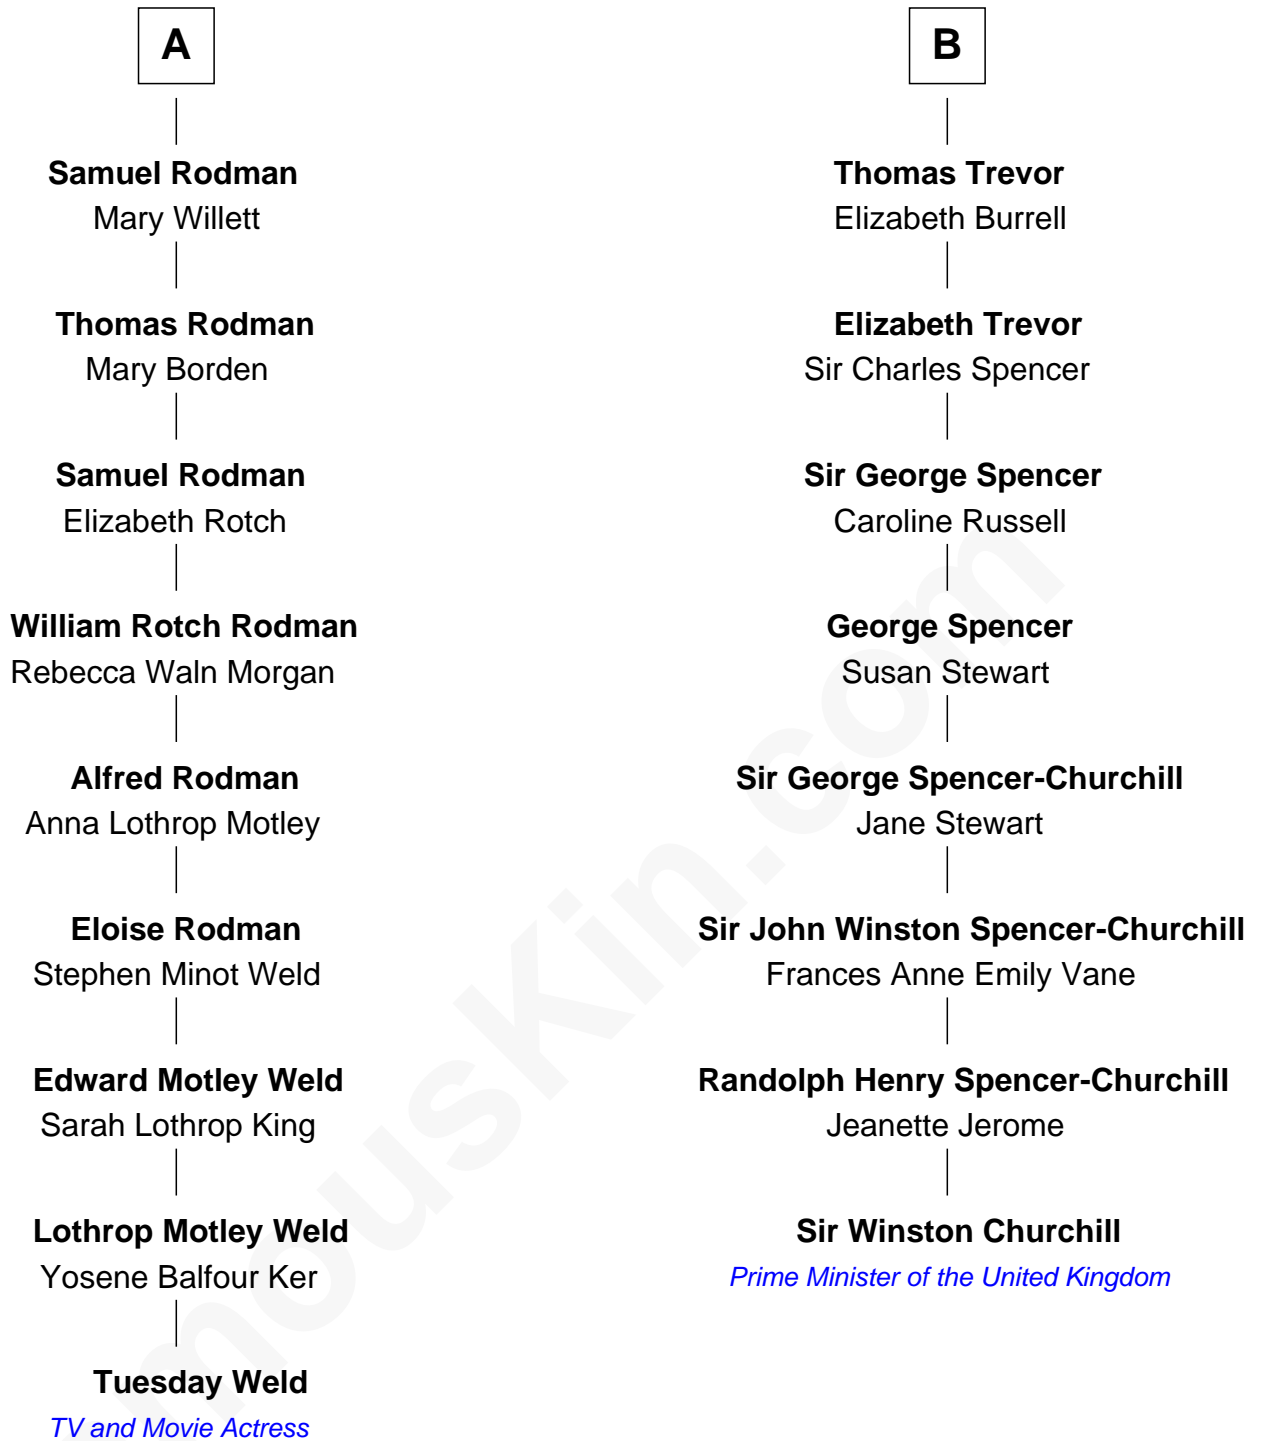 A
Samuel Rodman
Mary Willett
Thomas Rodman
Mary Borden
Samuel Rodman
Elizabeth Rotch
William Rotch Rodman
Rebecca Waln Morgan
Alfred Rodman
Anna Lothrop Motley
Eloise Rodman
Stephen Minot Weld
Edward Motley Weld
Sarah Lothrop King
Lothrop Motley Weld
Yosene Balfour Ker
Tuesday Weld
TV and Movie Actress
B
Thomas Trevor
Elizabeth Burrell
Elizabeth Trevor
Sir Charles Spencer
Sir George Spencer
Caroline Russell
George Spencer
Susan Stewart
Sir George Spencer-Churchill
Jane Stewart
Sir John Winston Spencer-Churchill
Frances Anne Emily Vane
Randolph Henry Spencer-Churchill
Jeanette Jerome
Sir Winston Churchill
Prime Minister of the United Kingdom
mousKin.com